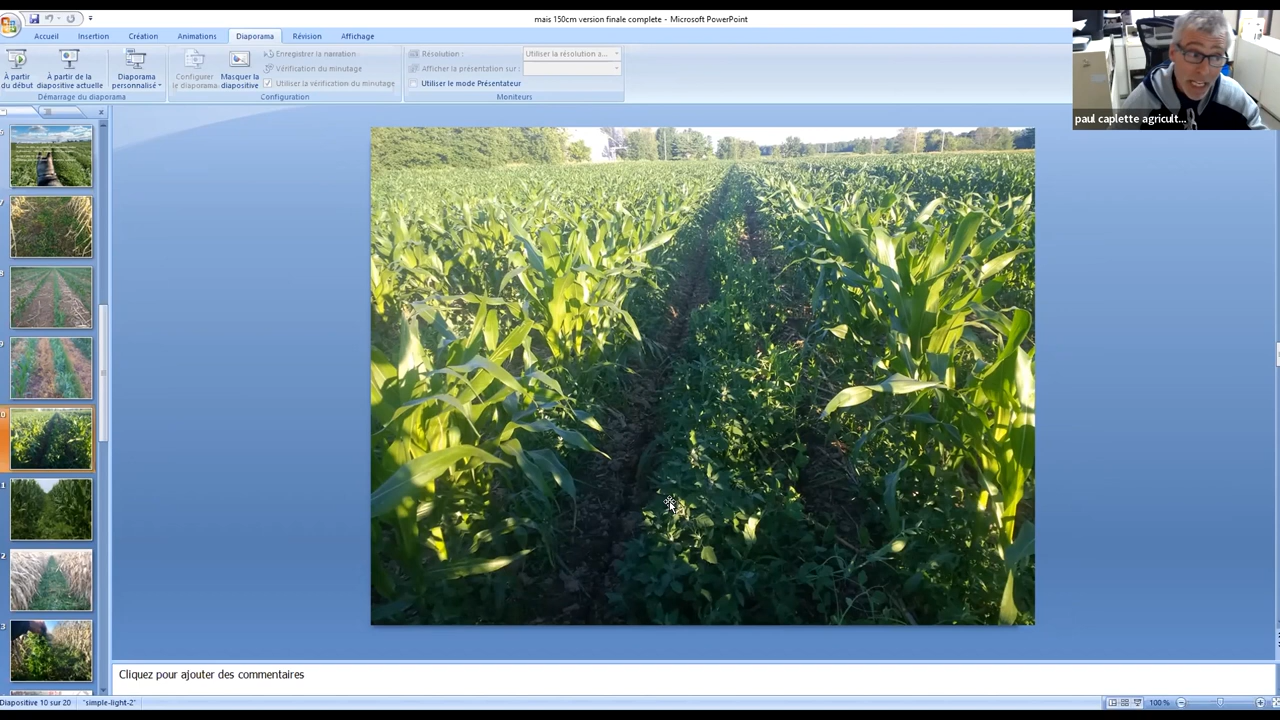 mais 150cm version finale complete - Microsoft PowerPoint
Accueil
Insertion
Création
Animations
Diaporama
Révision
Affichage
À partir du début
À partir de la diapositive actuelle
Diaporama personnalisé
Démarrage du diaporama
Configurer le diaporama
Masquer la diapositive
Enregistrer la narration
Vérification du minutage
Utiliser la vérification du minutage
Configuration
Résolution :
Utiliser la résolution a...
Afficher la présentation sur :
Utiliser le mode Présentateur
Moniteurs
paul caplette agricult...
Cliquez pour ajouter des commentaires
Diapositive 10 sur 20
"simple-light-2"
100 %